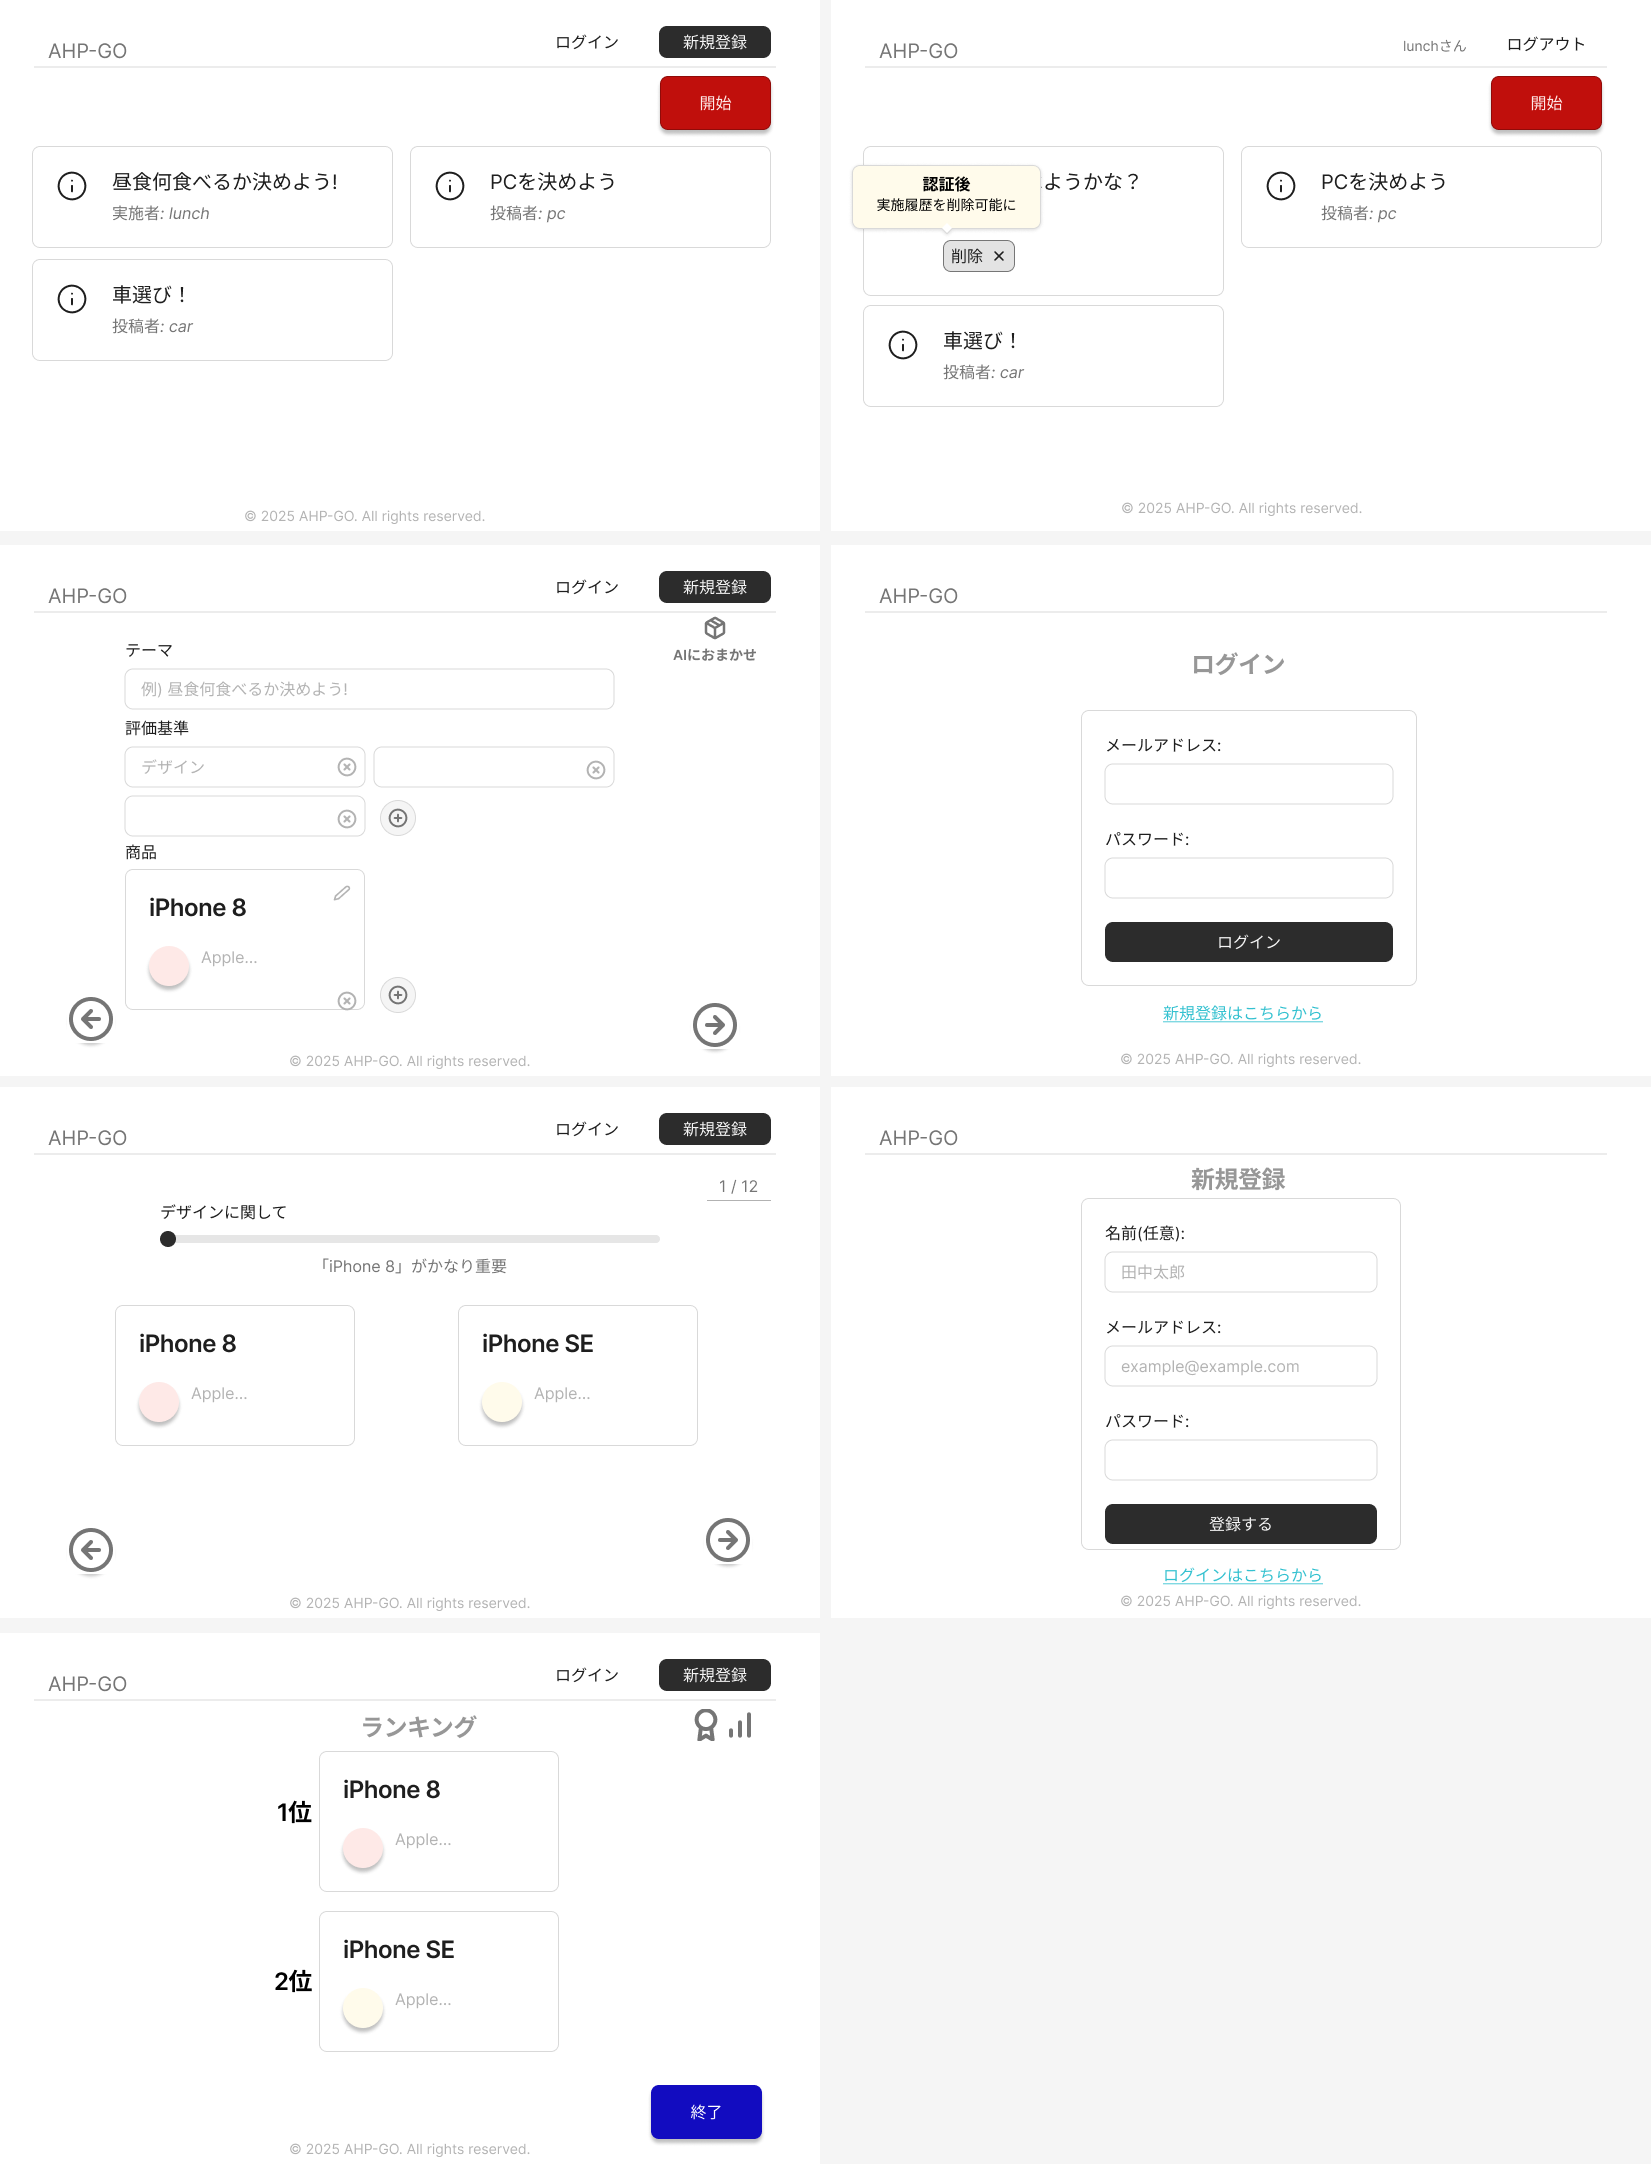 AHP-GO
ログイン
新規登録
開始
昼食何食べるか決めよう!
実施者: lunch
PCを決めよう
投稿者: pc
車選び！
投稿者: car
© 2025 AHP-GO. All rights reserved.
AHP-GO
lunchさん
ログアウト
開始
認証後
実施履歴を削除可能に
ようかな？
削除
PCを決めよう
投稿者: pc
車選び！
投稿者: car
© 2025 AHP-GO. All rights reserved.
AHP-GO
ログイン
新規登録
AIにおまかせ
テーマ
例) 昼食何食べるか決めよう!
評価基準
デザイン
商品
iPhone 8
Apple...
© 2025 AHP-GO. All rights reserved.
AHP-GO
ログイン
メールアドレス:
パスワード:
ログイン
新規登録はこちらから
© 2025 AHP-GO. All rights reserved.
AHP-GO
ログイン
新規登録
1 / 12
デザインに関して
「iPhone 8」がかなり重要
iPhone 8
Apple...
iPhone SE
Apple...
© 2025 AHP-GO. All rights reserved.
AHP-GO
新規登録
名前(任意):
田中太郎
メールアドレス:
example@example.com
パスワード:
登録する
ログインはこちらから
© 2025 AHP-GO. All rights reserved.
AHP-GO
ログイン
新規登録
ランキング
1位
iPhone 8
Apple...
2位
iPhone SE
Apple...
終了
© 2025 AHP-GO. All rights reserved.